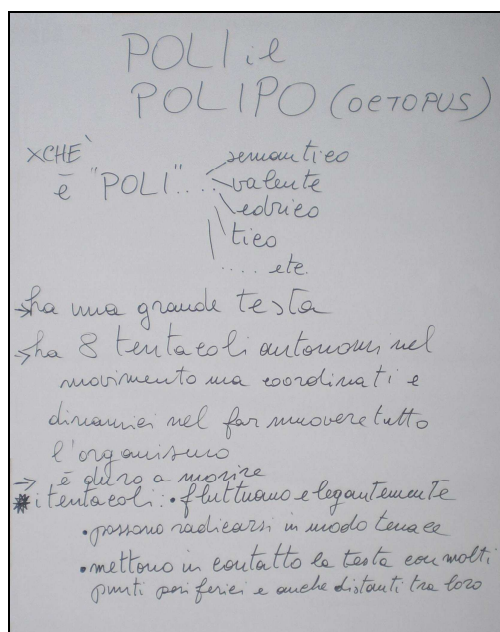 POLI il
POLIPO (OCTOPUS)
XCHÈ
è "POLI"....
semantico
valente
edrico
tico
.... etc.
→ ha una grande testa
→ ha 8 tentacoli autonomi nel
movimento ma coordinati e
dinamici nel far muovere tutto
l'organismo
→ è duro a morire
* i tentacoli: • fluttuano elegantemente
• possono radicarsi in modo tenace
• mettono in contatto la testa con molti
punti periferici e anche distanti tra loro